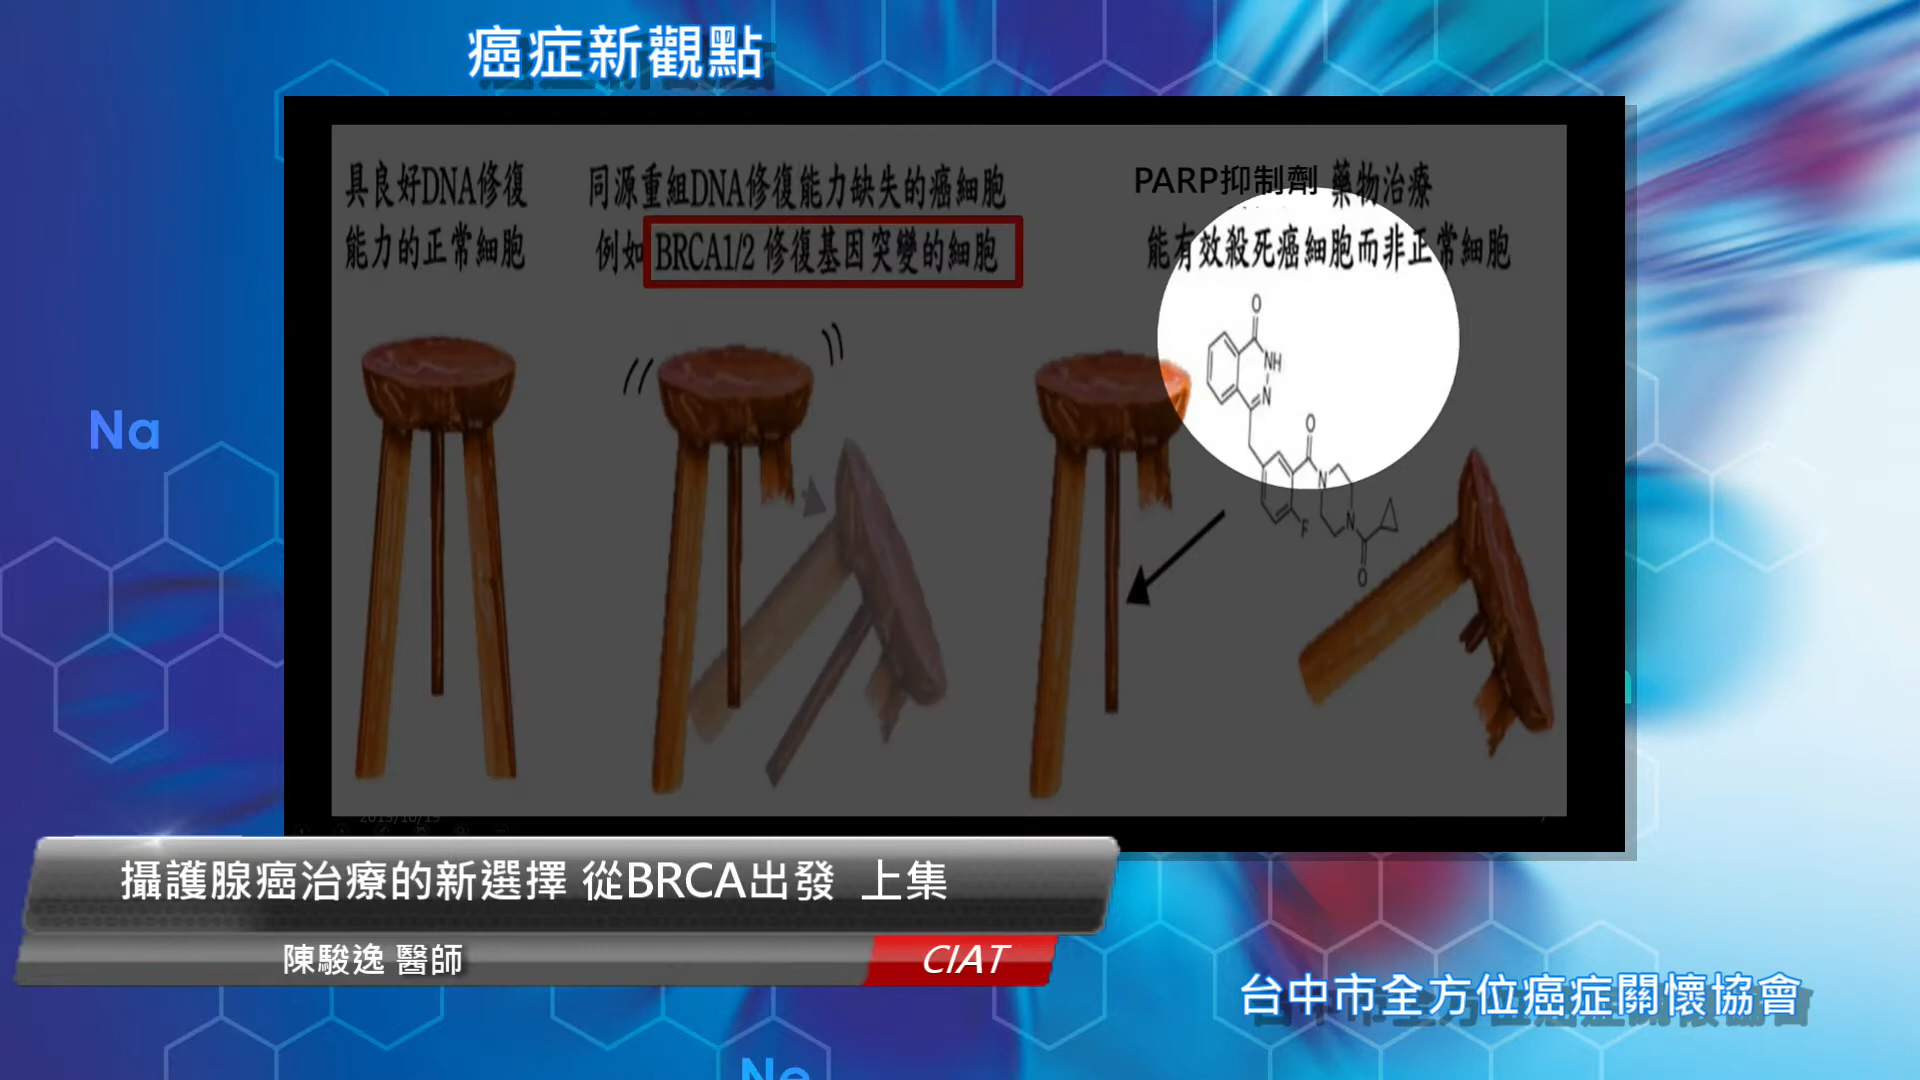 癌症新觀點
具良好DNA修復
能力的正常細胞
同源重組DNA修復能力缺失的癌細胞
例如 BRCA1/2 修復基因突變的細胞
PARP抑制劑 藥物治療
能有效殺死癌細胞而非正常細胞
O
NH
N
O
N
F
N
O
Na
2019/10/19
攝護腺癌治療的新選擇 從BRCA出發 上集
陳駿逸 醫師
CIAT
台中市全方位癌症關懷協會
Ne